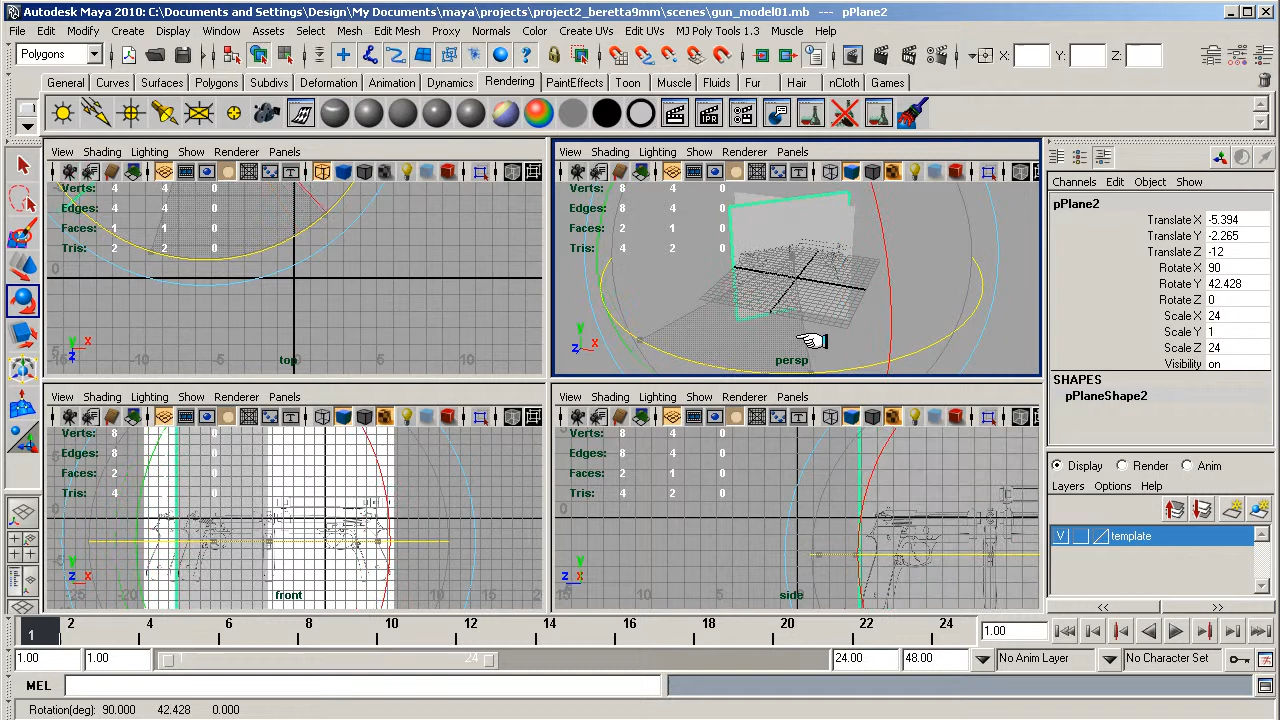 Autodesk Maya 2010: C:\Documents and Settings\Design\My Documents\maya\projects\project2_beretta9mm\scenes\gun_model01.mb --- pPlane2
File Edit Modify Create Display Window Assets Select Mesh Edit Mesh Proxy Normals Color Create UVs Edit UVs MJ Poly Tools 1.3 Muscle Help
Polygons X: Y: Z:
General Curves Surfaces Polygons Subdivs Deformation Animation Dynamics Rendering PaintEffects Toon Muscle Fluids Fur Hair nCloth Games
IPR
View Shading Lighting Show Renderer Panels
Verts: 4 4 0
Edges: 4 4 0
Faces: 1 1 0
Tris: 2 2 0
top
View Shading Lighting Show Renderer Panels
Verts: 8 4 0
Edges: 8 4 0
Faces: 2 1 0
Tris: 4 2 0
persp
View Shading Lighting Show Renderer Panels
Verts: 8 4 0
Edges: 8 4 0
Faces: 2 1 0
Tris: 4 2 0
front
View Shading Lighting Show Renderer Panels
Verts: 8 4 0
Edges: 8 4 0
Faces: 2 1 0
Tris: 4 2 0
side
Channels Edit Object Show
pPlane2
Translate X -5.394
Translate Y -2.265
Translate Z -12
Rotate X 90
Rotate Y 42.428
Rotate Z 0
Scale X 24
Scale Y 1
Scale Z 24
Visibility on
SHAPES
pPlaneShape2
Display Render Anim
Layers Options Help
V template
1 2 4 6 8 10 12 14 16 18 20 22 24 1.00
1.00 1.00 1 24 24.00 48.00 No Anim Layer No Character Set
MEL
Rotation(deg): 90.000 42.428 0.000